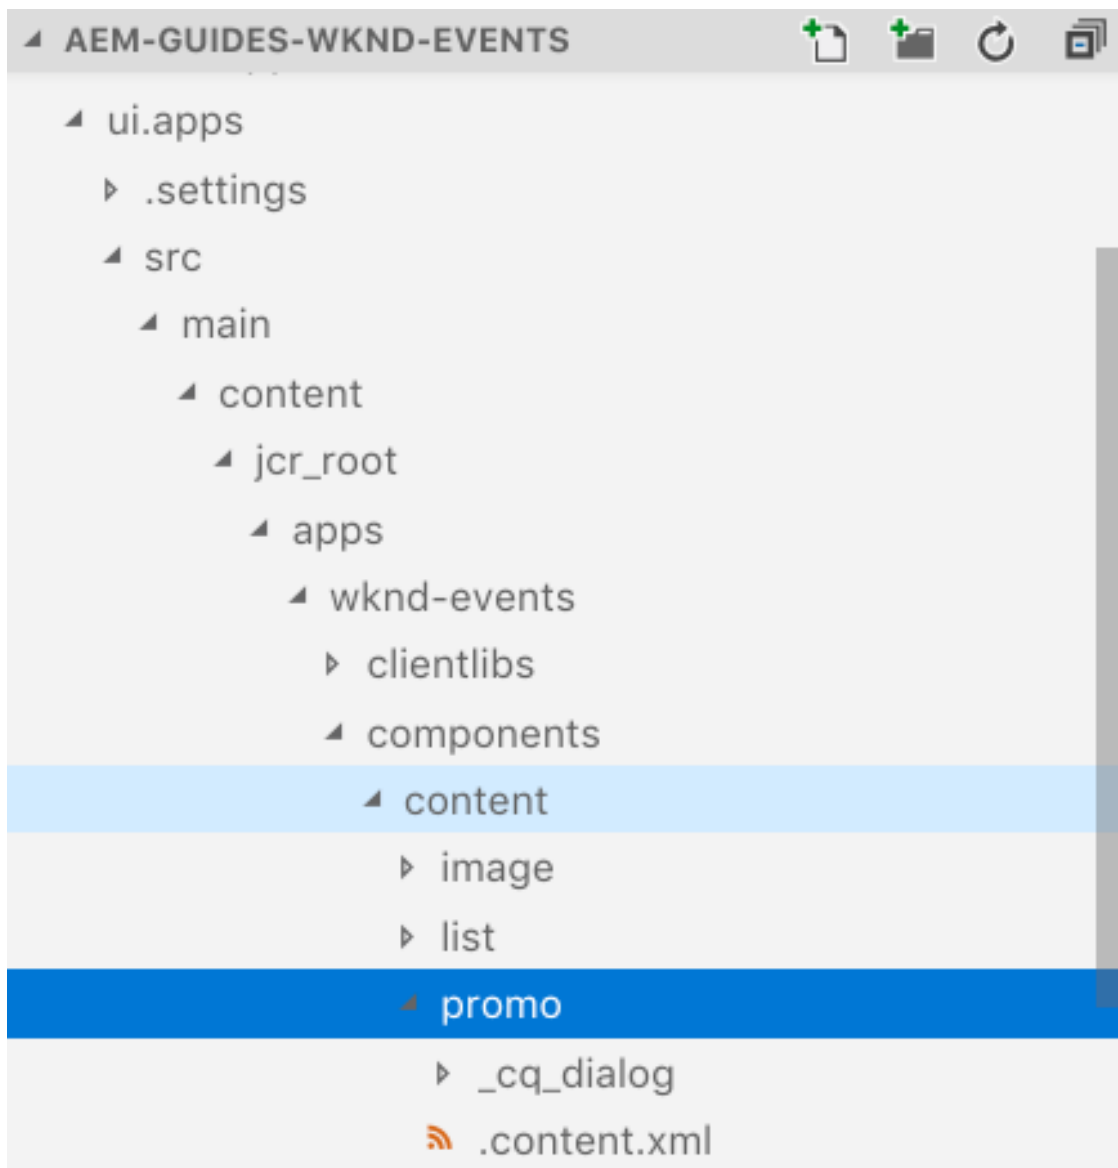 AEM-GUIDES-WKND-EVENTS
ui.apps
.settings
src
main
content
jcr_root
apps
wknd-events
clientlibs
components
content
image
list
promo
_cq_dialog
.content.xml